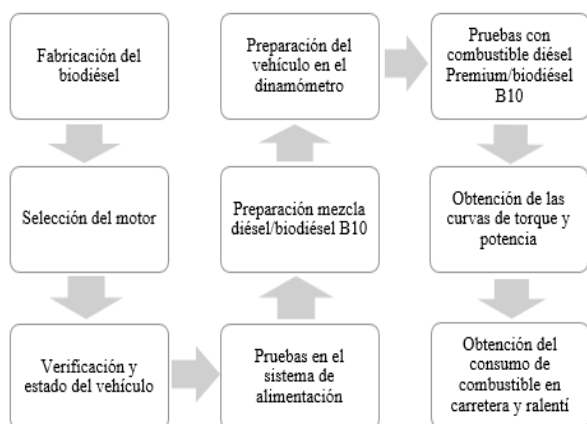 Fabricación del
biodiésel
Selección del motor
Verificación y
estado del vehículo
Pruebas en el
sistema de
alimentación
Preparación mezcla
diésel/biodiésel B10
Preparación del
vehículo en el
dinamómetro
Pruebas con
combustible diésel
Premium/biodiésel
B10
Obtención de las
curvas de torque y
potencia
Obtención del
consumo de
combustible en
carretera y ralentí